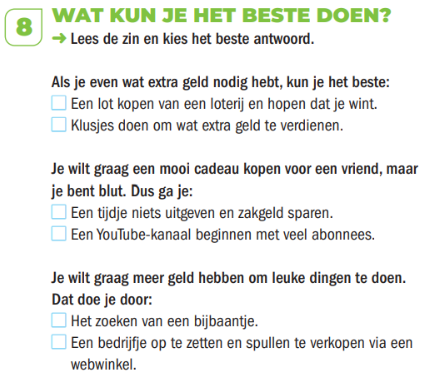 8
WAT KUN JE HET BESTE DOEN?
→ Lees de zin en kies het beste antwoord.
Als je even wat extra geld nodig hebt, kun je het beste:
Een lot kopen van een loterij en hopen dat je wint.
Klusjes doen om wat extra geld te verdienen.
Je wilt graag een mooi cadeau kopen voor een vriend, maar
je bent blut. Dus ga je:
Een tijdje niets uitgeven en zakgeld sparen.
Een YouTube-kanaal beginnen met veel abonnees.
Je wilt graag meer geld hebben om leuke dingen te doen.
Dat doe je door:
Het zoeken van een bijbaantje.
Een bedrijfje op te zetten en spullen te verkopen via een
webwinkel.